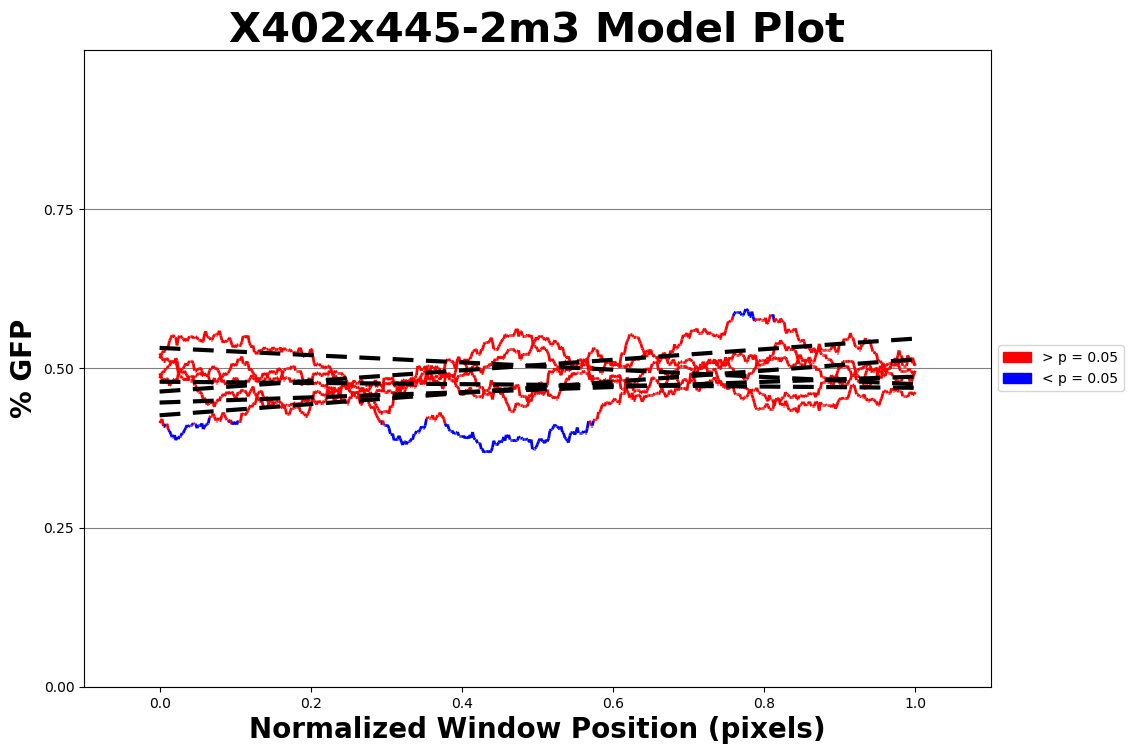 X402x445-2m3 Model Plot
% GFP
0.75
0.50
0.25
0.00
0.0 0.2 0.4 0.6 0.8 1.0
Normalized Window Position (pixels)
> p = 0.05
< p = 0.05